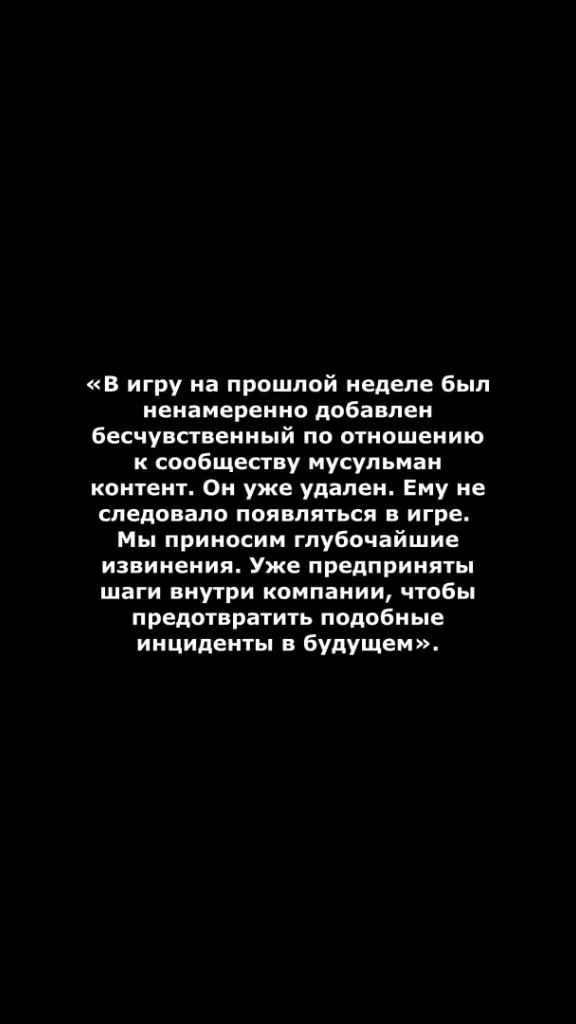 «В игру на прошлой неделе был
ненамеренно добавлен
бесчувственный по отношению
к сообществу мусульман
контент. Он уже удален. Ему не
следовало появляться в игре.
Мы приносим глубочайшие
извинения. Уже предприняты
шаги внутри компании, чтобы
предотвратить подобные
инциденты в будущем».